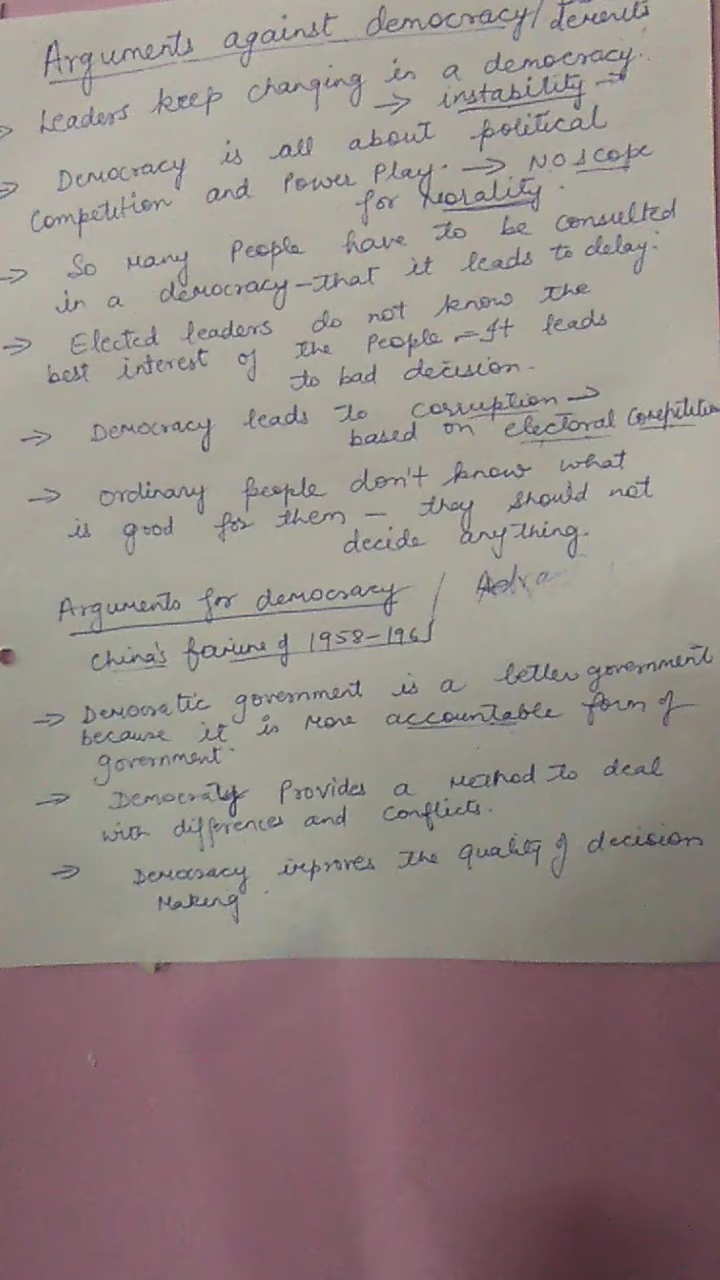 Arguments against democracy/ demerits
→ Leaders keep changing in a democracy.
→ instability →
→ Democracy is all about political
competition and Power Play. → NO scope
for Morality.
→ So many People have to be consulted
in a democracy - that it leads to delay.
→ Elected leaders do not know the
best interest of the People - It leads
to bad decision.
→ Democracy leads to corruption →
based on electoral competition
→ ordinary people don't know what
is good for them - they should not
decide anything.
Arguments for democracy /
China's famine of 1958-1961
→ Democratic government is a better government
because it is more accountable form of
government.
→ Democraty Provides a method to deal
with differences and conflicts.
→ Democracy improves the quality of decision
Making.